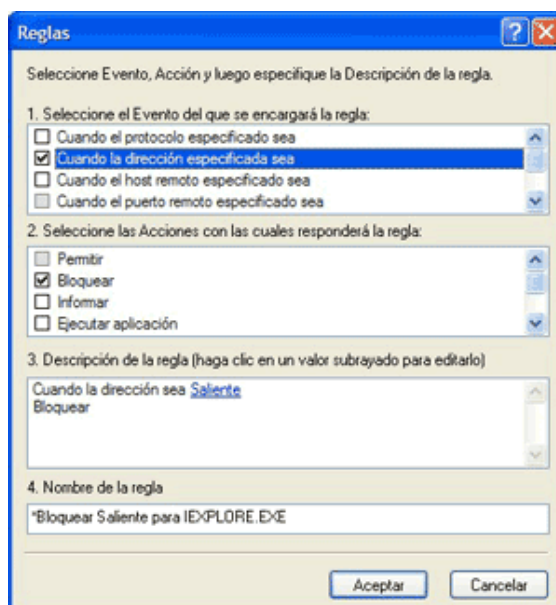 Reglas
Seleccione Evento, Acción y luego especifique la Descripción de la regla.
1. Seleccione el Evento del que se encargará la regla:
Cuando el protocolo especificado sea
Cuando la dirección especificada sea
Cuando el host remoto especificado sea
Cuando el puerto remoto especificado sea
2. Seleccione las Acciones con las cuales responderá la regla:
Permitir
Bloquear
Informar
Ejecutar aplicación
3. Descripción de la regla (haga clic en un valor subrayado para editarlo)
Cuando la dirección sea Saliente
Bloquear
4. Nombre de la regla
*Bloquear Saliente para IEXPLORE.EXE
Aceptar
Cancelar